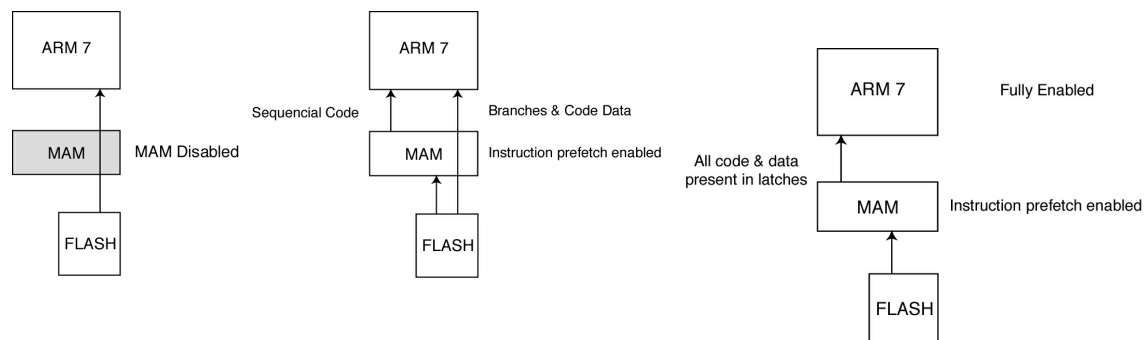 ARM 7
MAM
MAM Disabled
FLASH
ARM 7
Sequencial Code
Branches & Code Data
MAM
Instruction prefetch enabled
FLASH
ARM 7
Fully Enabled
All code & data
present in latches
MAM
Instruction prefetch enabled
FLASH